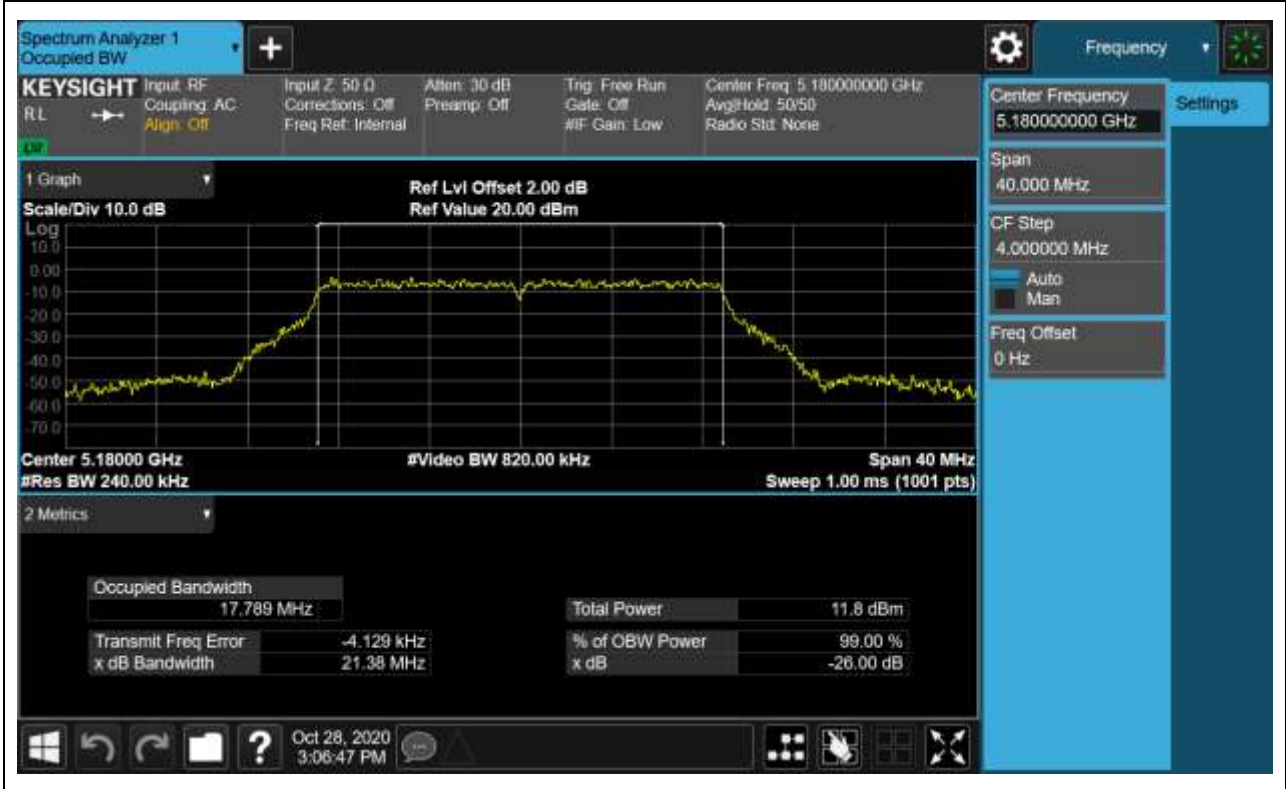 Spectrum Analyzer 1
Occupied BW
Frequency
KEYSIGHT
RL
Input: RF
Coupling: AC
Align: Off
Input Z: 50 Ω
Corrections: Off
Freq Ref: Internal
Atten: 30 dB
Preamp: Off
Trig: Free Run
Gate: Off
#IF Gain: Low
Center Freq: 5.180000000 GHz
Avg|Hold: 50/50
Radio Std: None
Center Frequency
5.180000000 GHz
Settings
Span
40.000 MHz
CF Step
4.000000 MHz
Auto
Man
Freq Offset
0 Hz
1 Graph
Scale/Div 10.0 dB
Ref Lvl Offset 2.00 dB
Ref Value 20.00 dBm
Log
10.0
0.00
-10.0
-20.0
-30.0
-40.0
-50.0
-60.0
-70.0
Center 5.18000 GHz
#Video BW 820.00 kHz
Span 40 MHz
#Res BW 240.00 kHz
Sweep 1.00 ms (1001 pts)
2 Metrics
Occupied Bandwidth
17.789 MHz
Total Power 11.8 dBm
Transmit Freq Error -4.129 kHz
% of OBW Power 99.00 %
x dB Bandwidth 21.38 MHz
x dB -26.00 dB
?
Oct 28, 2020
3:06:47 PM